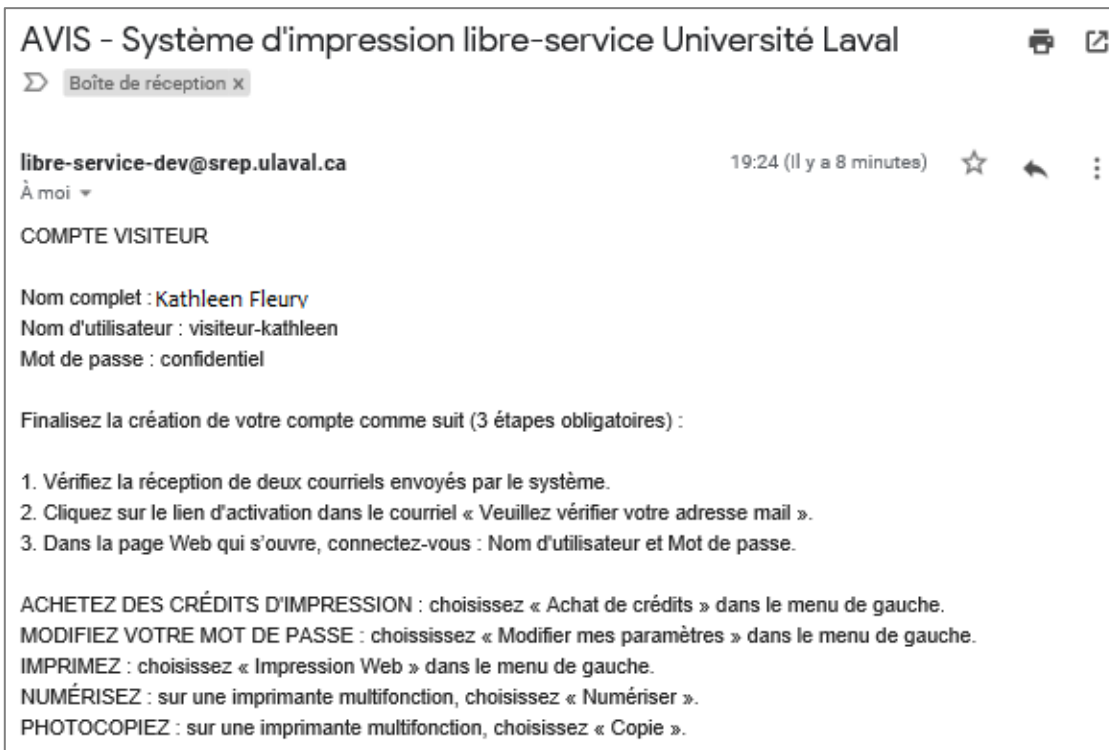 AVIS - Système d'impression libre-service Université Laval
Boîte de réception x
libre-service-dev@srep.ulaval.ca 19:24 (Il y a 8 minutes)
À moi
COMPTE VISITEUR
Nom complet : Kathleen Fleury
Nom d'utilisateur : visiteur-kathleen
Mot de passe : confidentiel
Finalisez la création de votre compte comme suit (3 étapes obligatoires) :
1. Vérifiez la réception de deux courriels envoyés par le système.
2. Cliquez sur le lien d'activation dans le courriel « Veuillez vérifier votre adresse mail ».
3. Dans la page Web qui s'ouvre, connectez-vous : Nom d'utilisateur et Mot de passe.
ACHETEZ DES CRÉDITS D'IMPRESSION : choisissez « Achat de crédits » dans le menu de gauche.
MODIFIEZ VOTRE MOT DE PASSE : choississez « Modifier mes paramètres » dans le menu de gauche.
IMPRIMEZ : choisissez « Impression Web » dans le menu de gauche.
NUMÉRISEZ : sur une imprimante multifonction, choisissez « Numériser ».
PHOTOCOPIEZ : sur une imprimante multifonction, choisissez « Copie ».